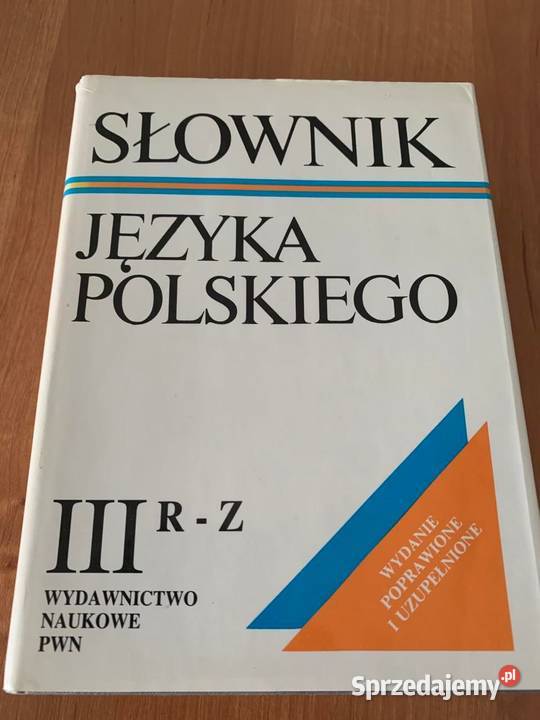 SŁOWNIK
JĘZYKA
POLSKIEGO
III R - Z
WYDAWNICTWO
NAUKOWE
PWN
WYDANIE
POPRAWIONE
I UZUPEŁNIONE
Sprzedajemy.pl